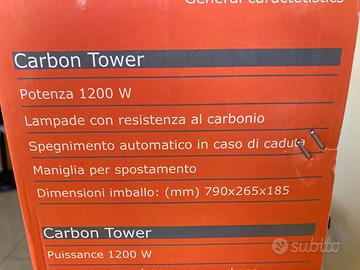 General caractetistics
Carbon Tower
Potenza 1200 W
Lampade con resistenza al carbonio
Spegnimento automatico in caso di caduta
Maniglia per spostamento
Dimensioni imballo: (mm) 790x265x185
Carbon Tower
Puissance 1200 W
subito